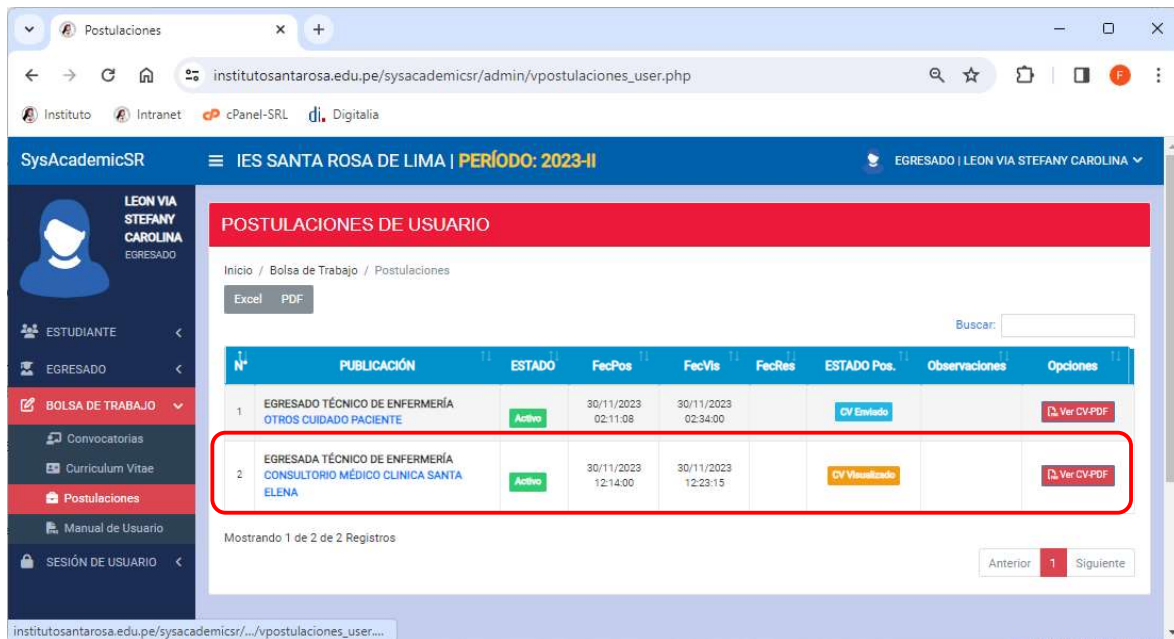 Postulaciones
institutosantarosa.edu.pe/sysacademicsr/admin/vpostulaciones_user.php
F
Instituto Intranet cPanel-SRL di. Digitalia
SysAcademicSR IES SANTA ROSA DE LIMA | PERÍODO: 2023-II EGRESADO | LEON VIA STEFANY CAROLINA
LEON VIA
STEFANY
CAROLINA
EGRESADO
ESTUDIANTE
EGRESADO
BOLSA DE TRABAJO
Convocatorias
Curriculum Vitae
Postulaciones
Manual de Usuario
SESIÓN DE USUARIO
POSTULACIONES DE USUARIO
Inicio / Bolsa de Trabajo / Postulaciones
Excel PDF
Buscar:
N° PUBLICACIÓN ESTADO FecPos FecVis FecRes ESTADO Pos. Observaciones Opciones
1 EGRESADO TÉCNICO DE ENFERMERÍA
OTROS CUIDADO PACIENTE
Activo
30/11/2023
02:11:08
30/11/2023
02:34:00
CV Enviado
Ver CV-PDF
2 EGRESADA TÉCNICO DE ENFERMERÍA
CONSULTORIO MÉDICO CLINICA SANTA
ELENA
Activo
30/11/2023
12:14:00
30/11/2023
12:23:15
CV Visualizado
Ver CV-PDF
Mostrando 1 de 2 de 2 Registros
Anterior 1 Siguiente
institutosantarosa.edu.pe/sysacademicsr/.../vpostulaciones_user....